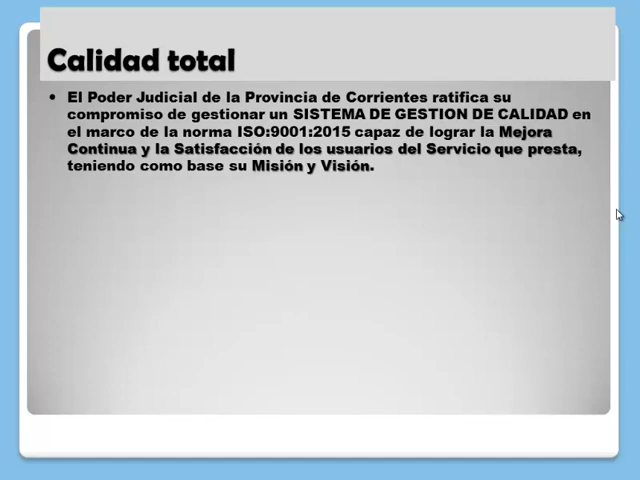 Calidad total
• El Poder Judicial de la Provincia de Corrientes ratifica su
compromiso de gestionar un SISTEMA DE GESTION DE CALIDAD en
el marco de la norma ISO:9001:2015 capaz de lograr la Mejora
Continua y la Satisfacción de los usuarios del Servicio que presta,
teniendo como base su Misión y Visión.